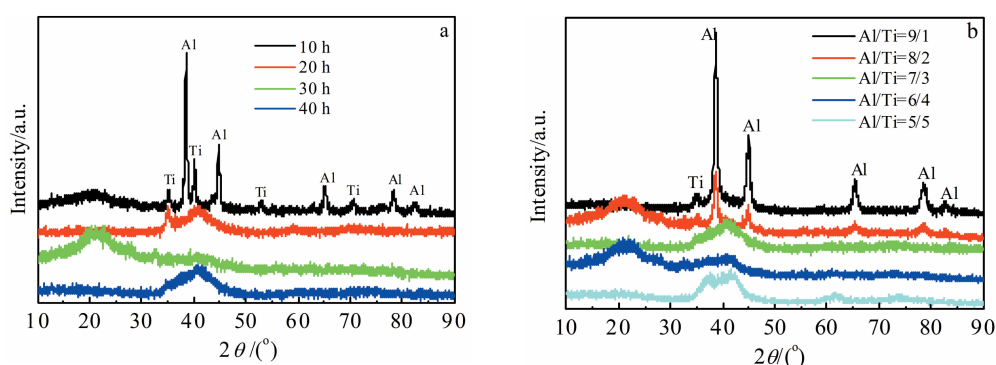 a
10 h
20 h
30 h
40 h
Al
Ti
Ti
Al
Ti
Al
Ti
Al
Al
Intensity/a.u.
10 20 30 40 50 60 70 80 90
2θ/(°)
b
Al/Ti=9/1
Al/Ti=8/2
Al/Ti=7/3
Al/Ti=6/4
Al/Ti=5/5
Al
Al
Ti
Al
Al
Al
Intensity/a.u.
10 20 30 40 50 60 70 80 90
2θ/(°)